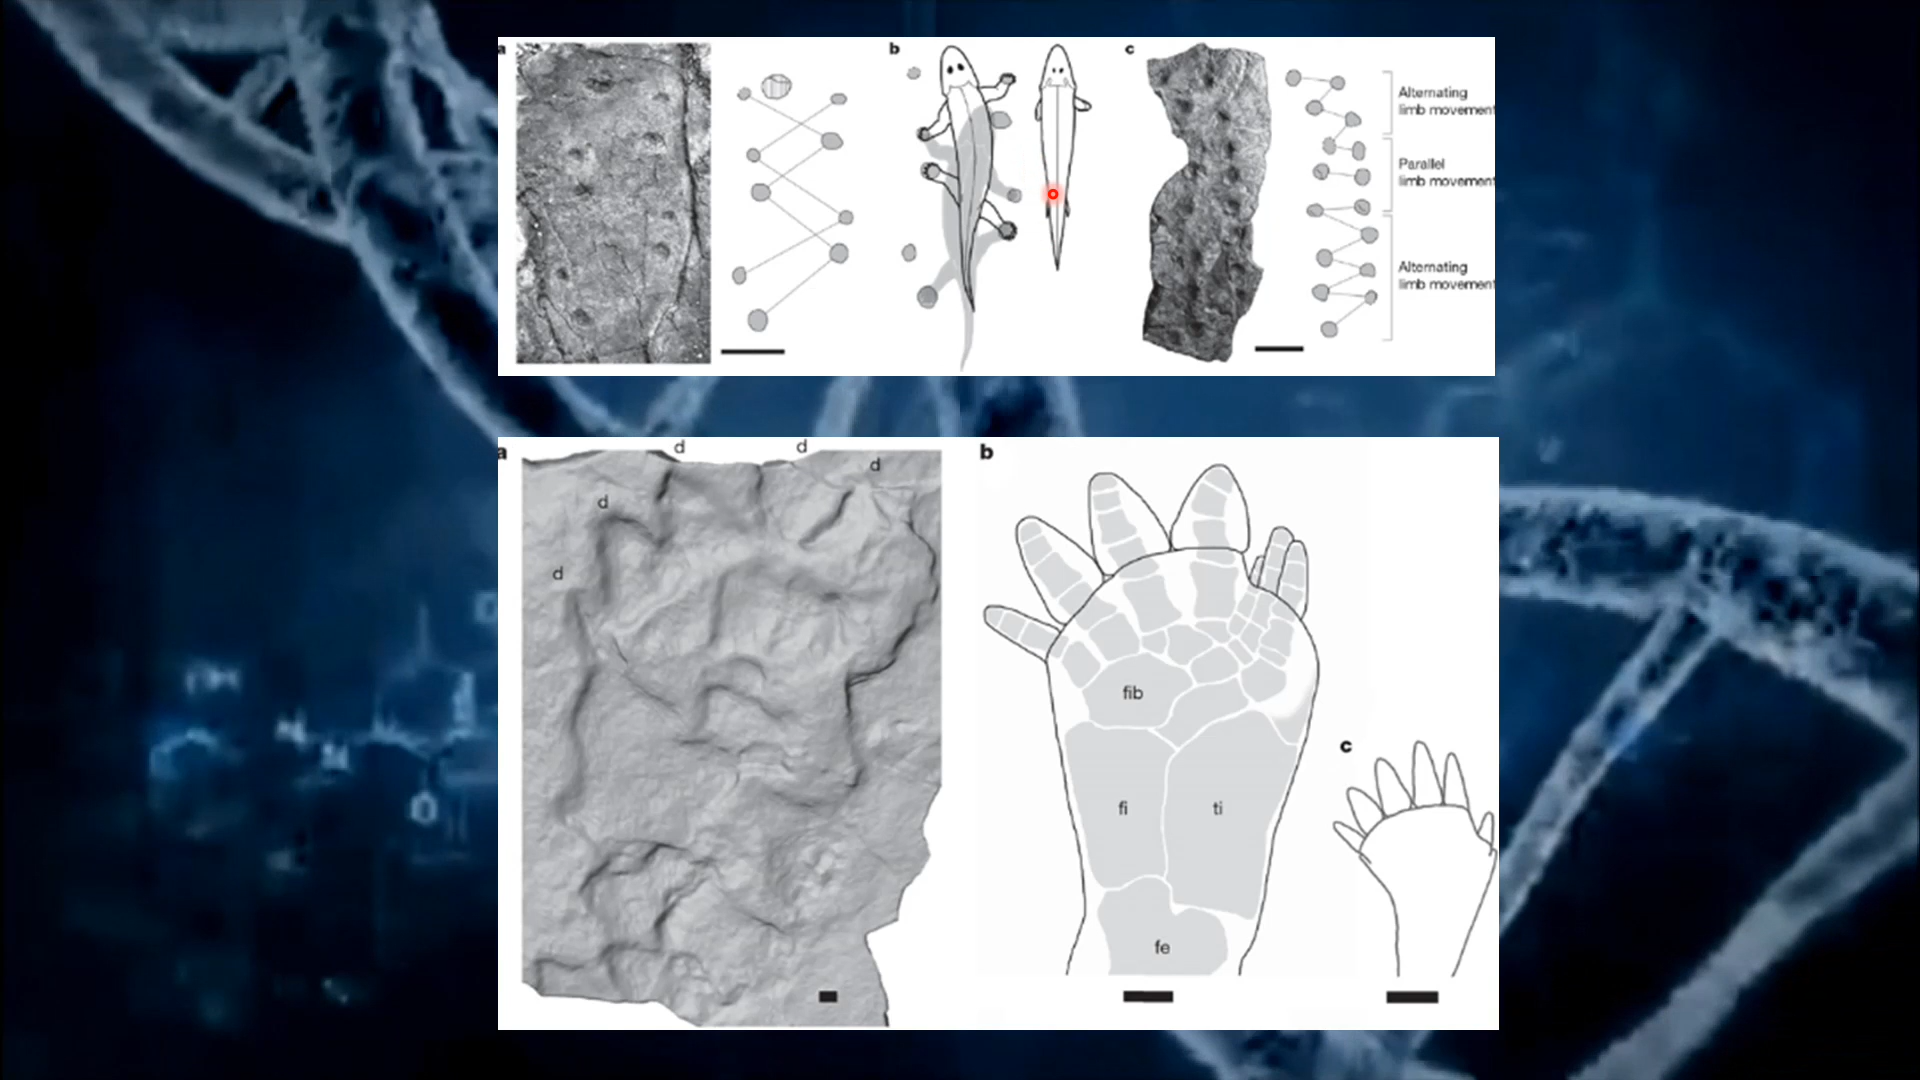 a
b
c
Alternating
limb movement
Parallel
limb movement
Alternating
limb movement
a
d
d
d
d
d
b
fib
fi
ti
fe
c